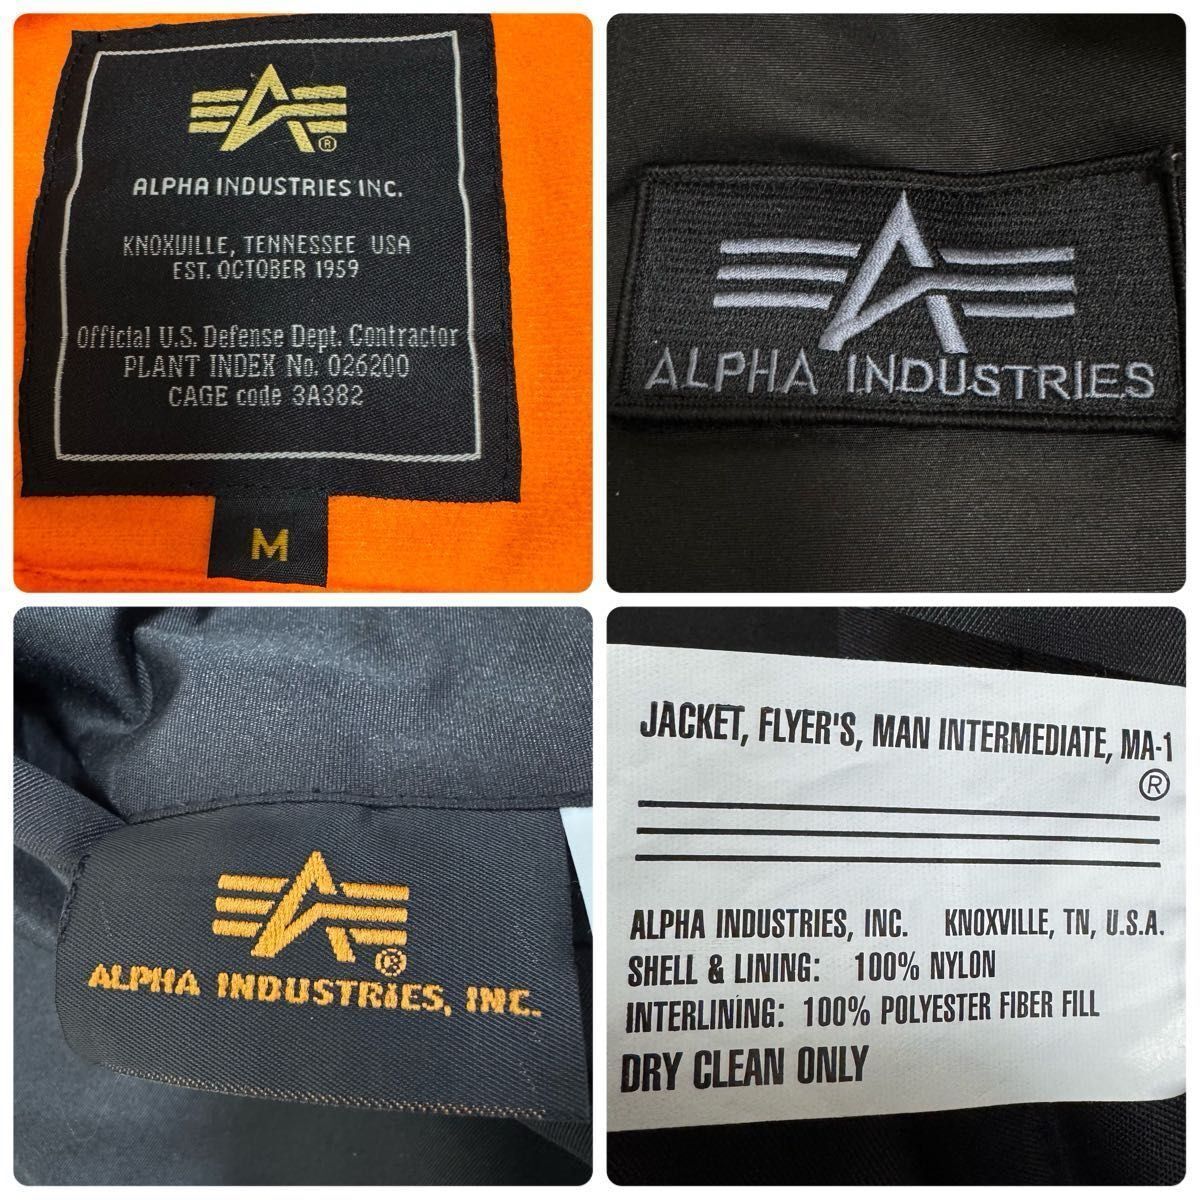 ALPHA INDUSTRIES INC.
KNOXVILLE, TENNESSEE USA
EST. OCTOBER 1959
Official U.S. Defense Dept. Contractor
PLANT INDEX No. 026200
CAGE code 3A382
M
ALPHA INDUSTRIES
ALPHA INDUSTRIES, INC.
JACKET, FLYER'S, MAN INTERMEDIATE, MA-1
®
ALPHA INDUSTRIES, INC. KNOXVILLE, TN, U.S.A.
SHELL & LINING: 100% NYLON
INTERLINING: 100% POLYESTER FIBER FILL
DRY CLEAN ONLY